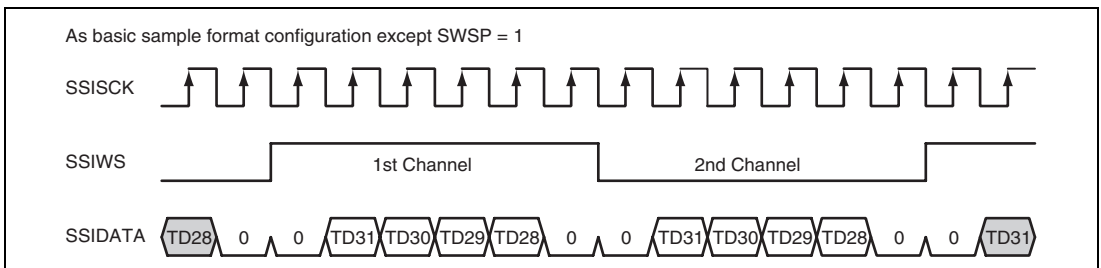 As basic sample format configuration except SWSP = 1
SSISCK
SSIWS 1st Channel 2nd Channel
SSIDATA TD28 0 0 TD31 TD30 TD29 TD28 0 0 TD31 TD30 TD29 TD28 0 0 TD31